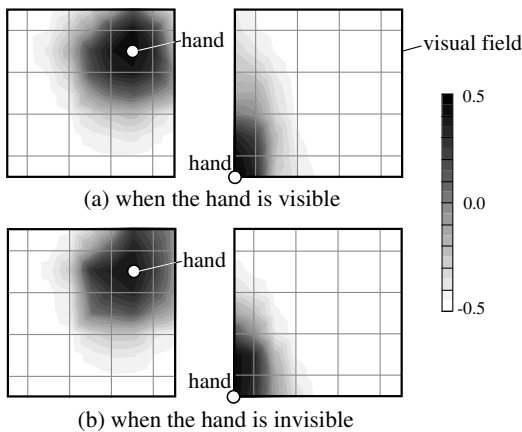 hand
visual field
hand
(a) when the hand is visible
0.5
0.0
-0.5
hand
hand
(b) when the hand is invisible